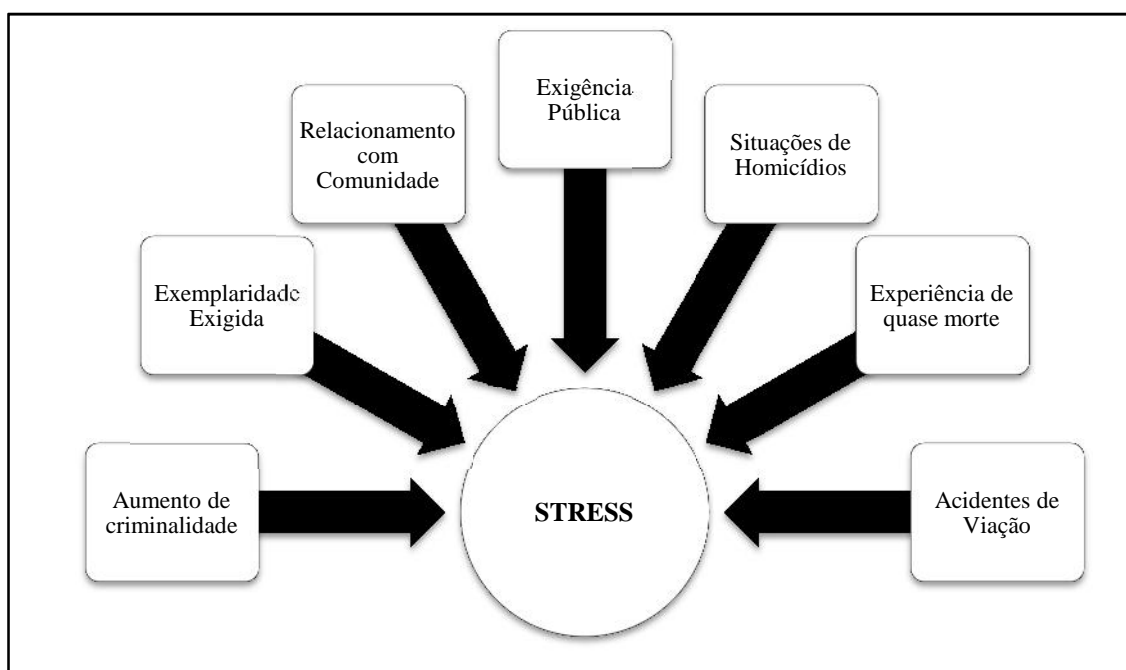 Exigência
Pública
Relacionamento
com
Comunidade
Situações de
Homicídios
Exemplaridade
Exigida
Experiência de
quase morte
Aumento de
criminalidade
STRESS
Acidentes de
Viação